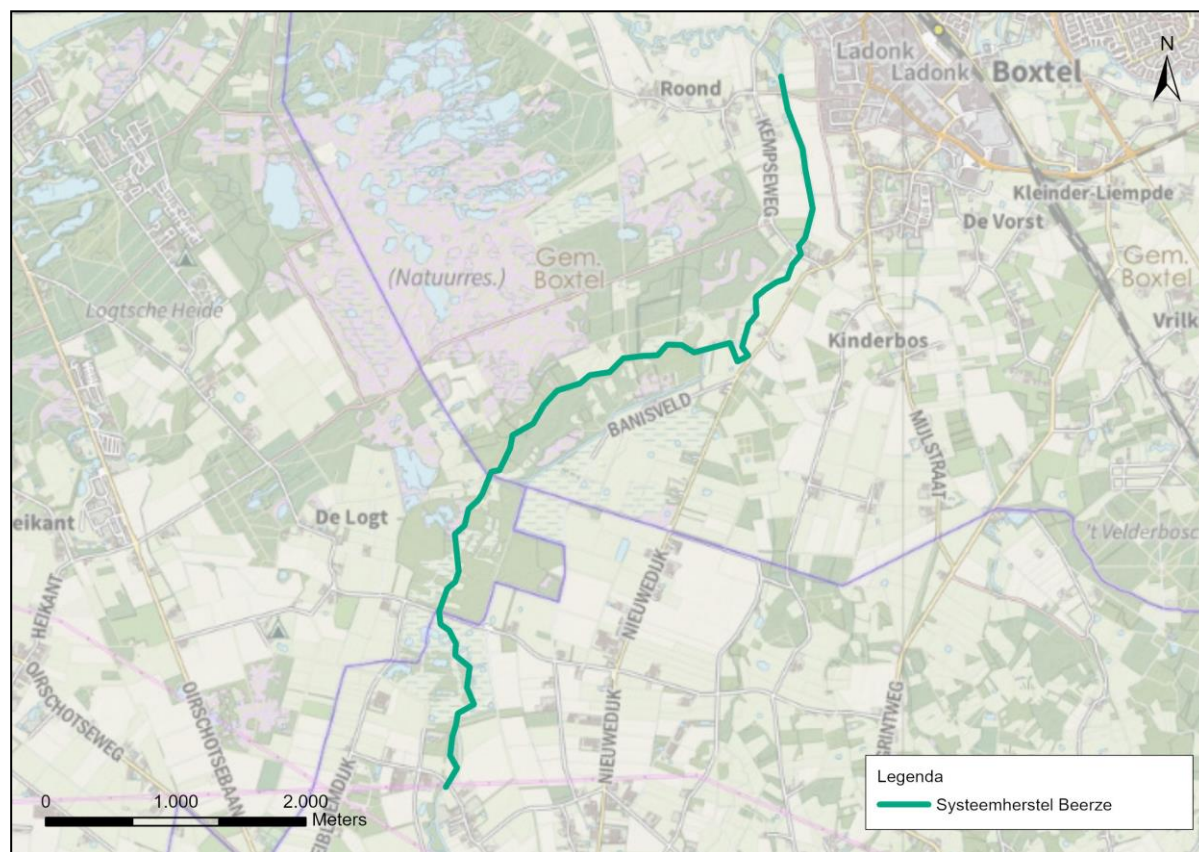 Ladonk
Ladonk
Boxtel
N
Roond
KEMPSEWEG
Kleinder-Liempde
De Vorst
Gem.
Boxtel
Gem.
Boxtel
(Natuurres.)
Logtsche Heide
Vrilk
Kinderbos
BANISVELD
MIJLSTRAAT
De Logt
eikant
't Velderbosc
HEIKANT
NIEUWEDIJK
OIRSCHOTSEWEG
OIRSCHOTSEBAAN
NIEUWEDIJK
GRINTWEG
Legenda
Systeemherstel Beerze
0 1.000 2.000
Meters